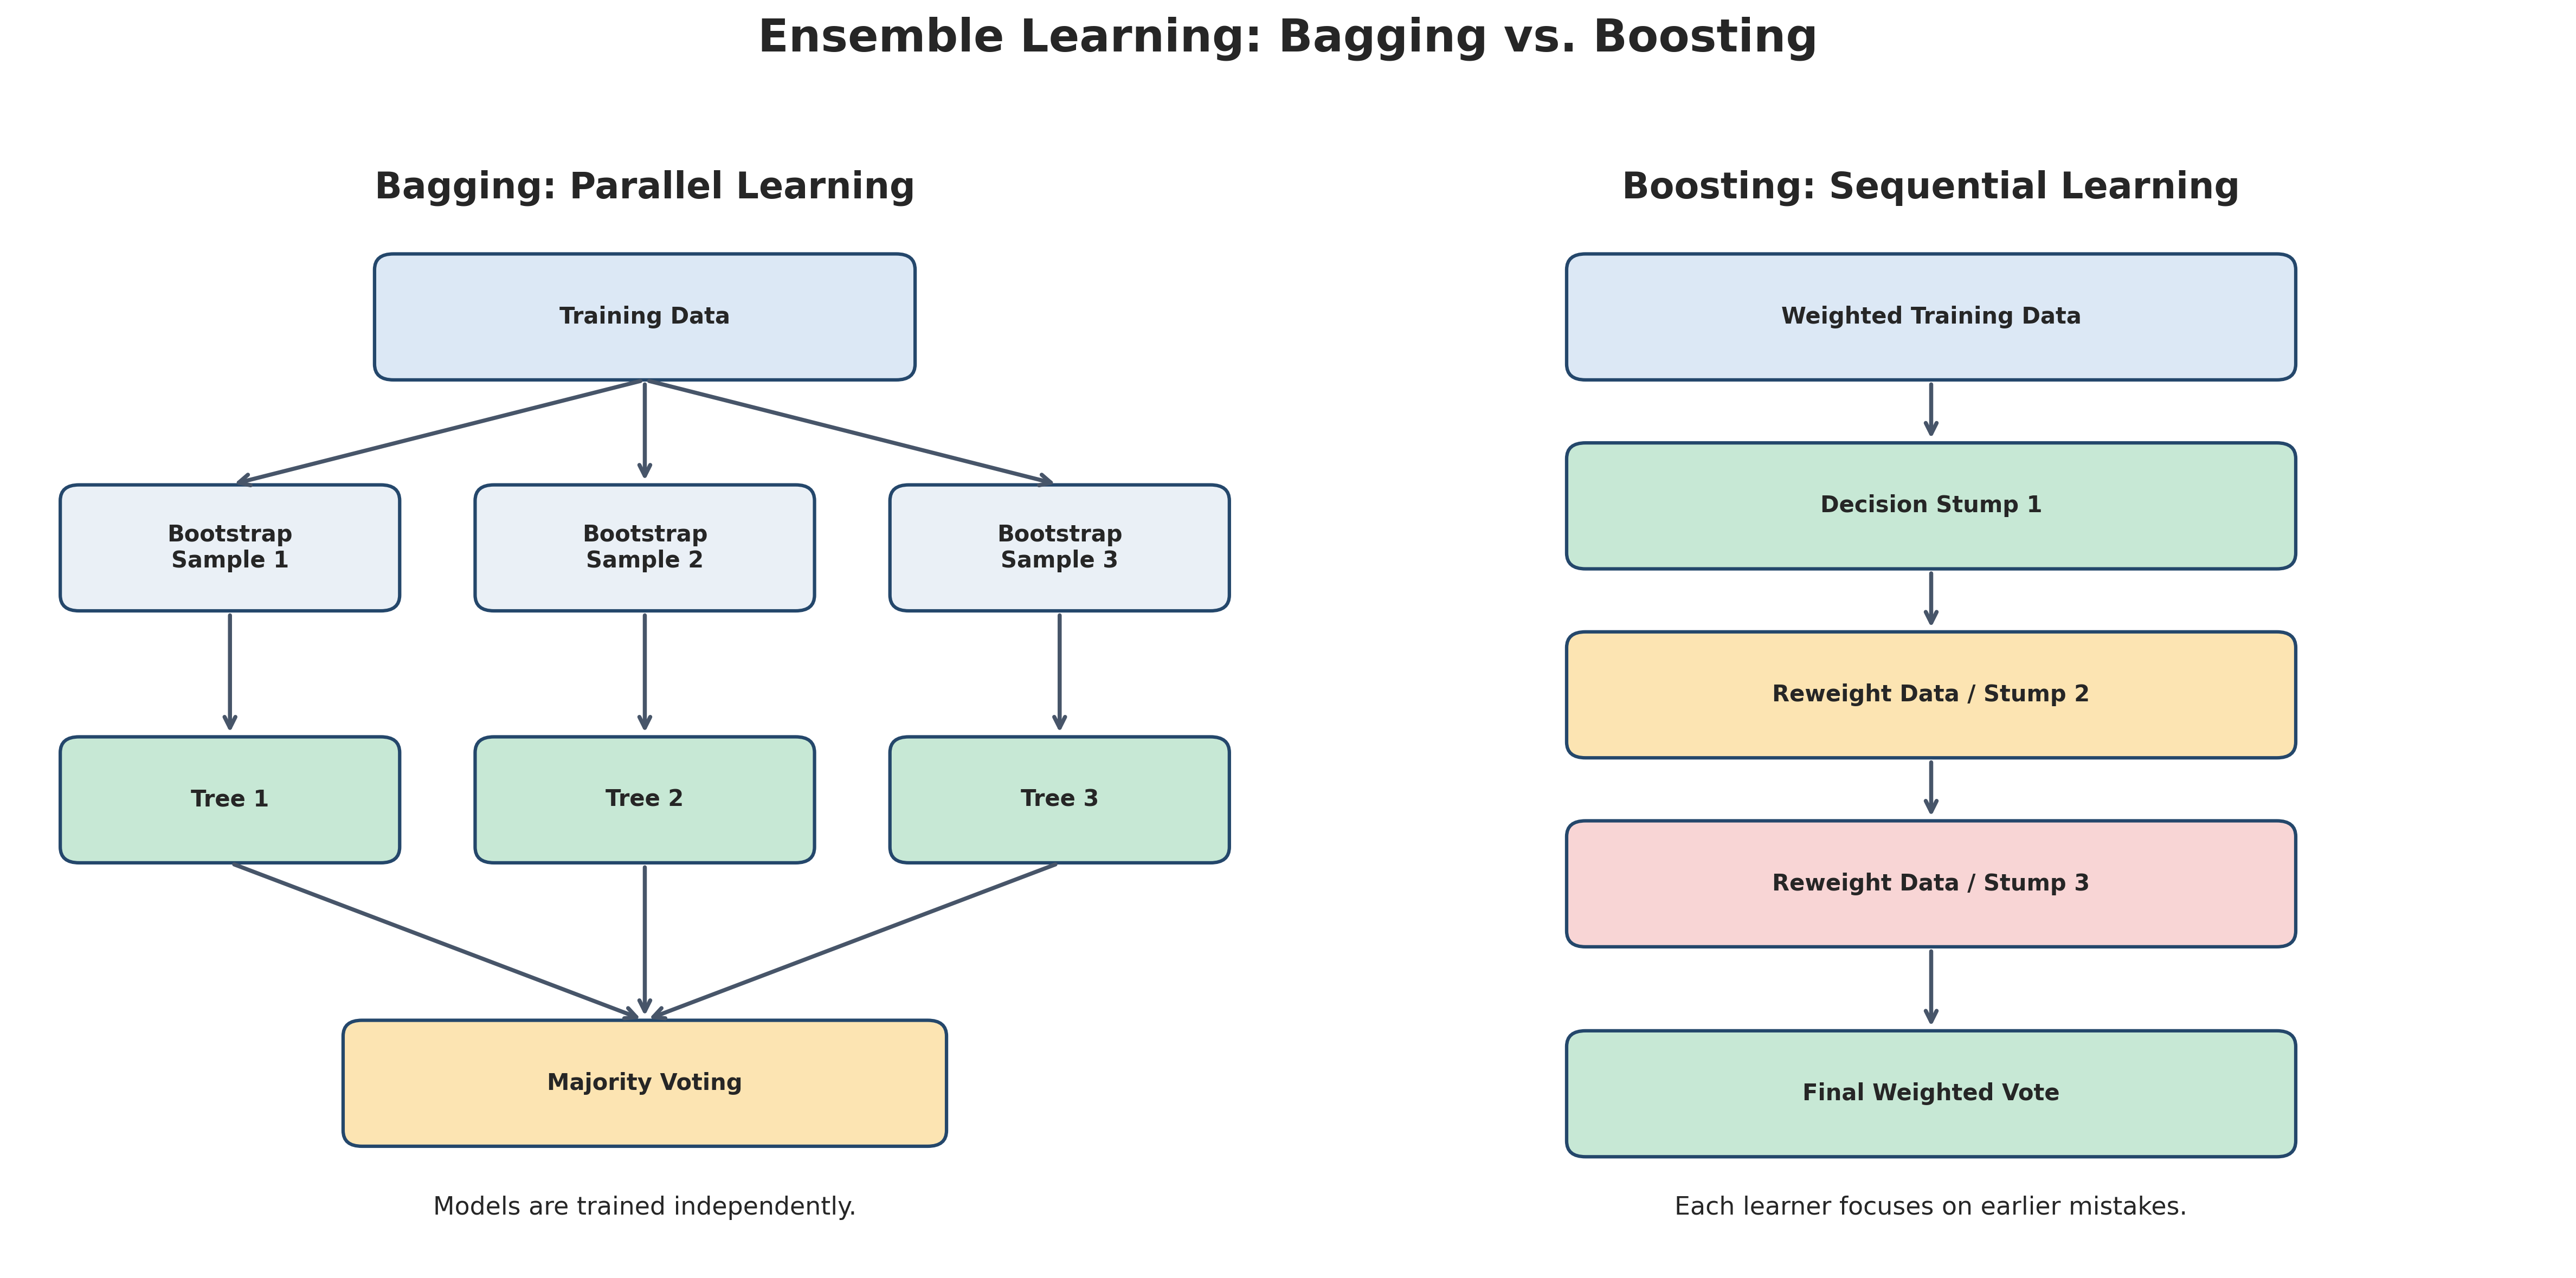 Ensemble Learning: Bagging vs. Boosting
Bagging: Parallel Learning
Training Data
Bootstrap
Sample 1
Bootstrap
Sample 2
Bootstrap
Sample 3
Tree 1
Tree 2
Tree 3
Majority Voting
Models are trained independently.
Boosting: Sequential Learning
Weighted Training Data
Decision Stump 1
Reweight Data / Stump 2
Reweight Data / Stump 3
Final Weighted Vote
Each learner focuses on earlier mistakes.